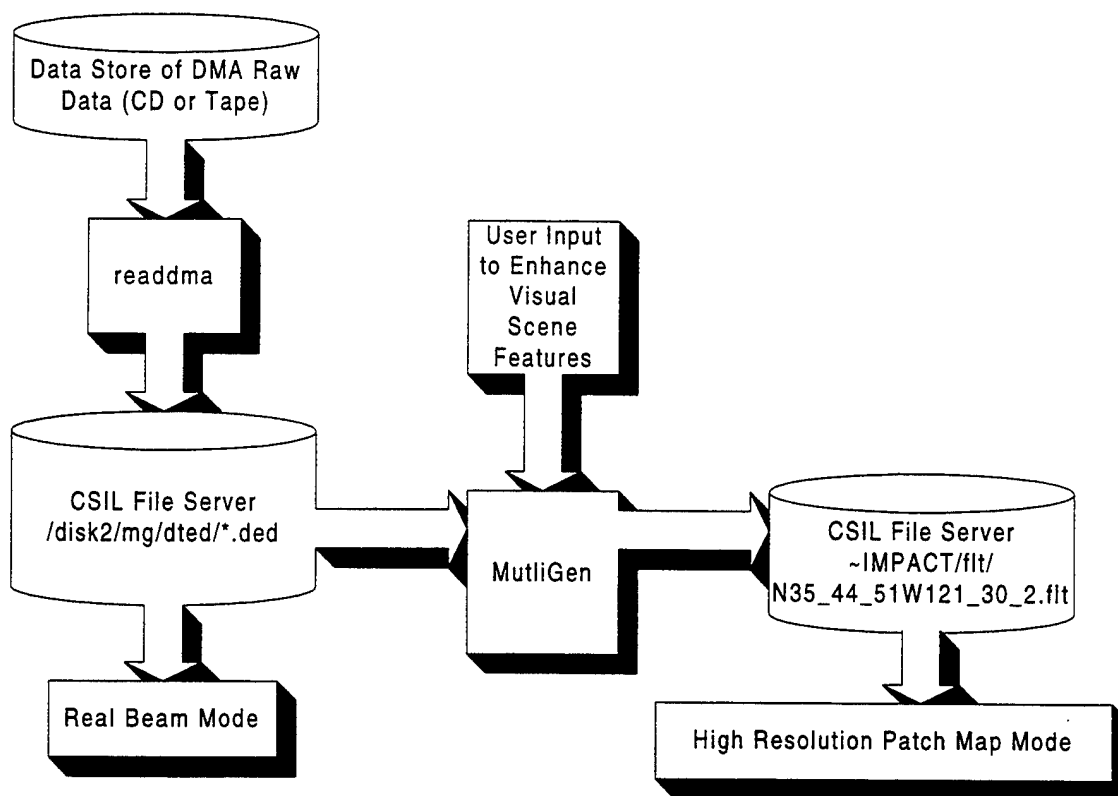 Data Store of DMA Raw
Data (CD or Tape)
readdma
User Input
to Enhance
Visual
Scene
Features
CSIL File Server
/disk2/mg/dted/*.ded
MutliGen
CSIL File Server
~IMPACT/flt/
N35_44_51W121_30_2.flt
Real Beam Mode
High Resolution Patch Map Mode